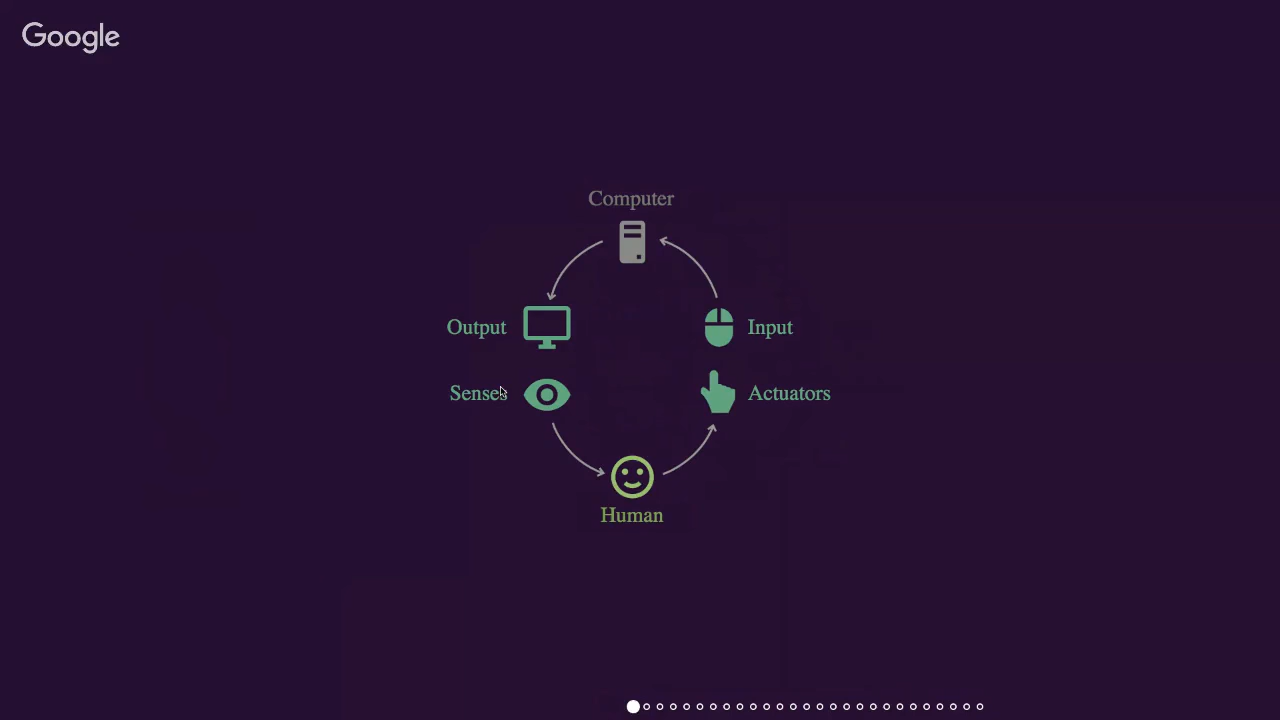 Google
Computer
Output
Input
Senses
Actuators
Human